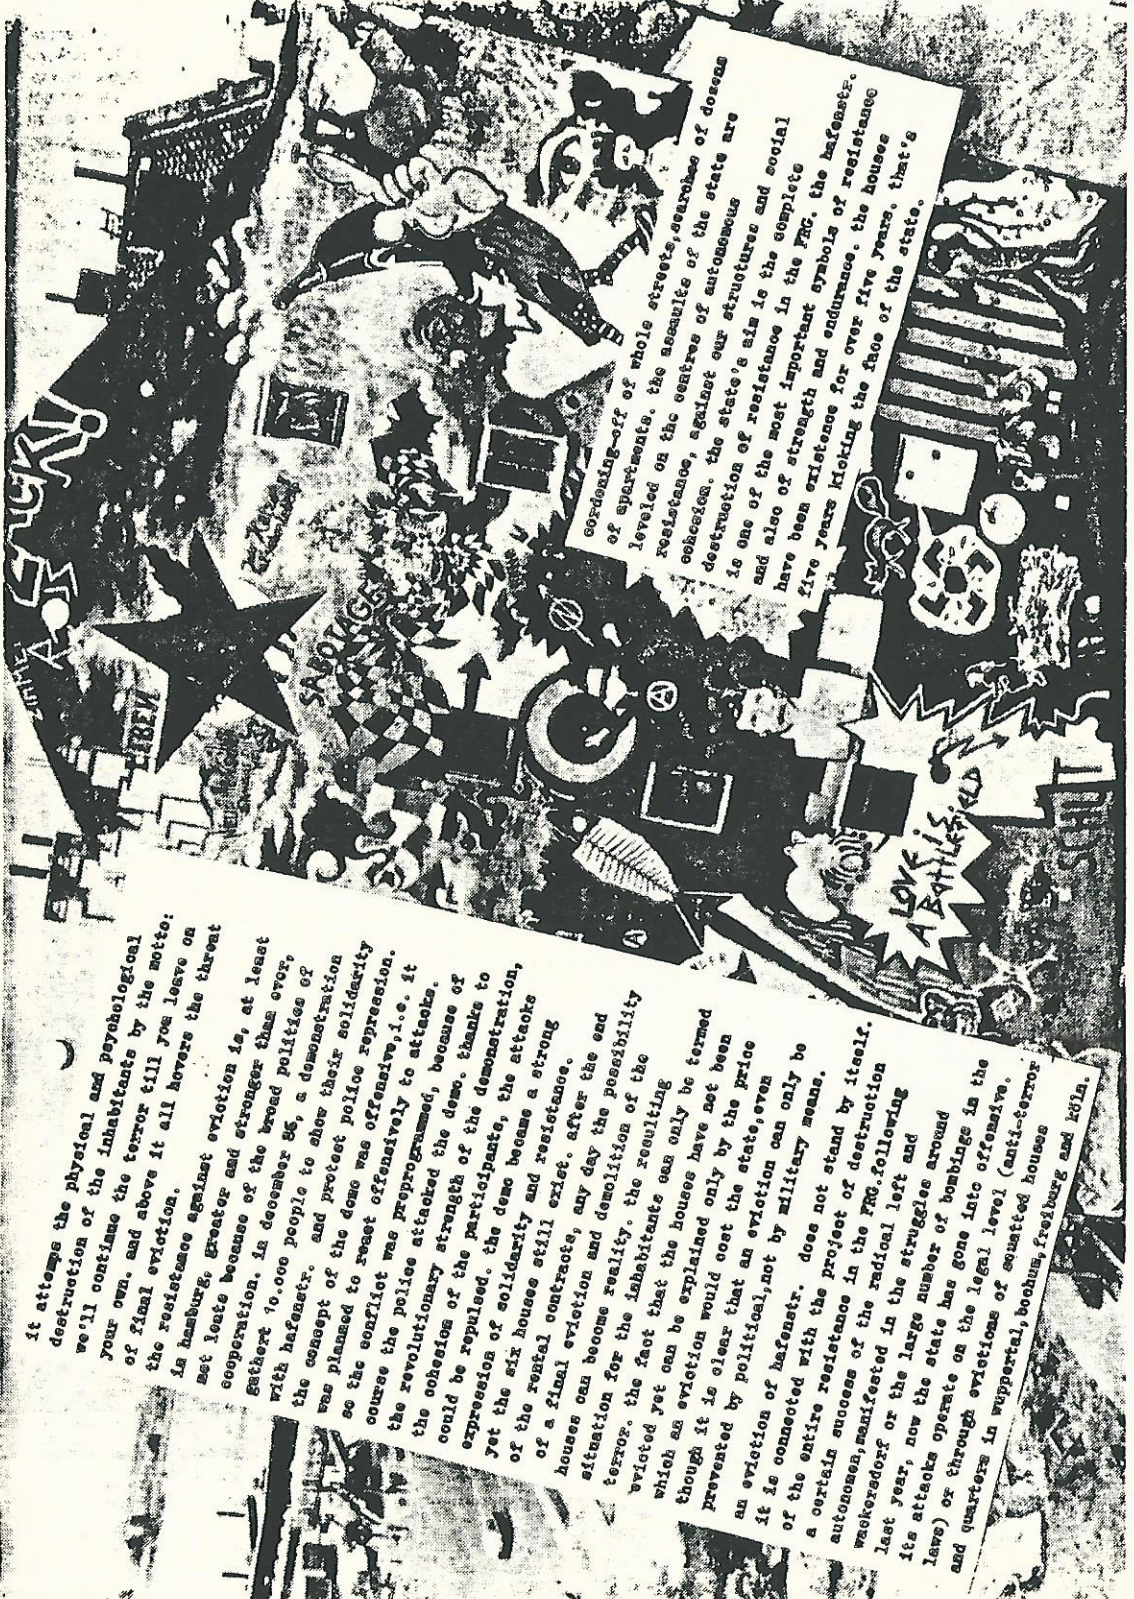 it attemps the physical and psychological
destruction of the inhabitants by the motto:
we'll continue the terror till you leave on
your own. and above it all hovers the threat
of final eviction.
the resistance against eviction is, at least
in hamburg, greater and stronger than ever,
not leats because of the broad politics of
cooperation. in december 86, a demonstration
gathert 10.000 people to show their solidarity
with hafenstr. and protest police repression.
the concept of the demo was offensive,i.e. it
was planned to react offensively to attacks.
so the conflict was preprogrammed, because of
course the police attacked the demo. thanks to
the revolutionary strength of the demonstration,
the cohesion of the participants, the attacks
could be repulsed. the demo became a strong
expression of solidarity and resistance.
yet the six houses still exist. after the end
of the rental contracts, any day the possibility
of a final eviction and demolition of the
houses can become reality. the resulting
situation for the inhabitants can only be termed
terror. the fact that the houses have not been
evicted yet can be explained only by the price
which an eviction would cost the state,even
though it is clear that an eviction can only be
prevented by political,not by military means.
an eviction of hafenstr. does not stand by itself.
it is connected with the project of destruction
of the entire resistance in the FRG.following
a certain success of the radical left and
autonomen,manifested in the struggles around
wackersdorf or the large number of bombings in the
last year, now the state has gone into offensive.
its attacks operate on the legal level (anti-terror
laws) or through evictions of squatted houses
and quarters in wuppertal,bochum,freiburg and köln.
cordoning-off of whole streets,searches of dozens
of apartments. the assaults of the state are
leveled on the centres of autonomous
resistance, against our structures and social
cohesion. the state's aim is the complete
destruction of resistance in the FRG. the hafenstr.
is one of the most important symbols of resistance
and also of strength and endurance. the houses
have been existence for over five years. that's
five years kicking the face of the state.
LEBEN
SABOTAGE
A
LOVE is
A BATTLEFIELD